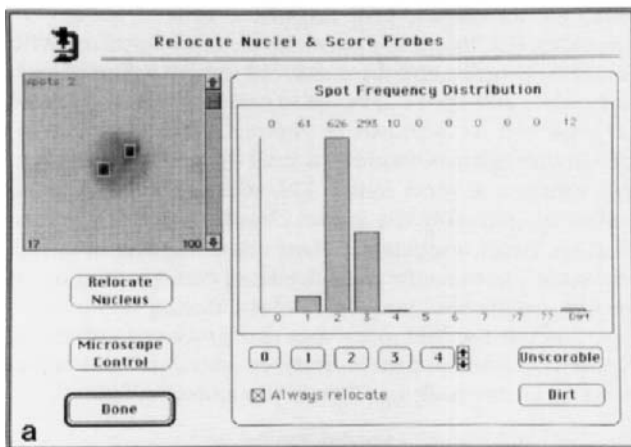 Relocate Nuclei & Score Probes
spots: 2
17 100
Relocate Nucleus
Microscope Control
Done
Spot Frequency Distribution
0 61 626 293 10 0 0 0 0 12
0 1 2 3 4 5 6 7 >7 ?? Dirt
0 1 2 3 4
Unscorable
Always relocate
Dirt
a